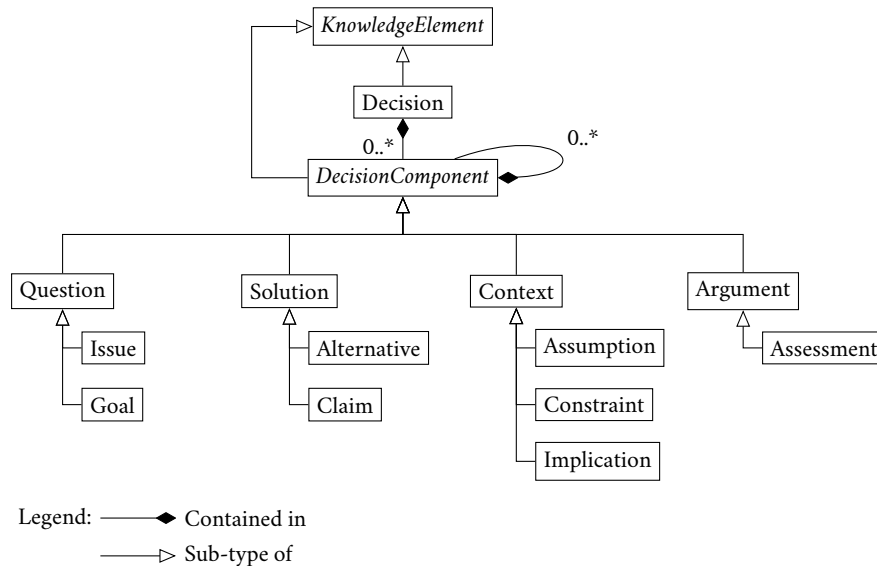 KnowledgeElement
Decision
0..*
0..*
DecisionComponent
Question
Solution
Context
Argument
Issue
Alternative
Assumption
Assessment
Goal
Claim
Constraint
Implication
Legend:
Contained in
Sub-type of